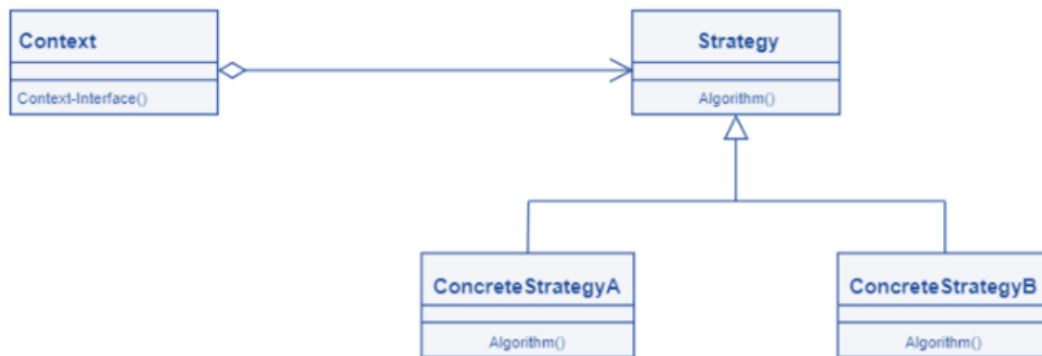 Context
Context-Interface()
Strategy
Algorithm()
ConcreteStrategyA
Algorithm()
ConcreteStrategyB
Algorithm()